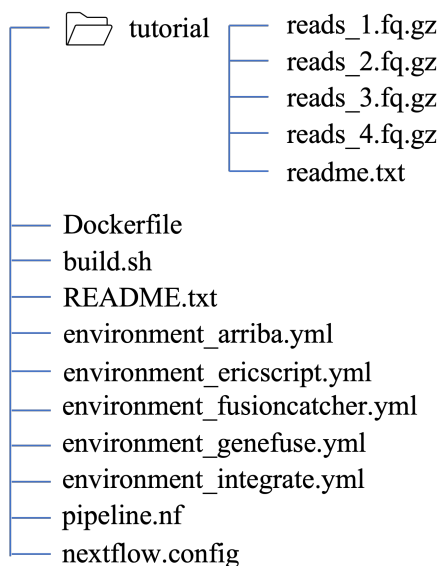 tutorial
reads_1.fq.gz
reads_2.fq.gz
reads_3.fq.gz
reads_4.fq.gz
readme.txt
Dockerfile
build.sh
README.txt
environment_arriba.yml
environment_ericscript.yml
environment_fusioncatcher.yml
environment_genefuse.yml
environment_integrate.yml
pipeline.nf
nextflow.config